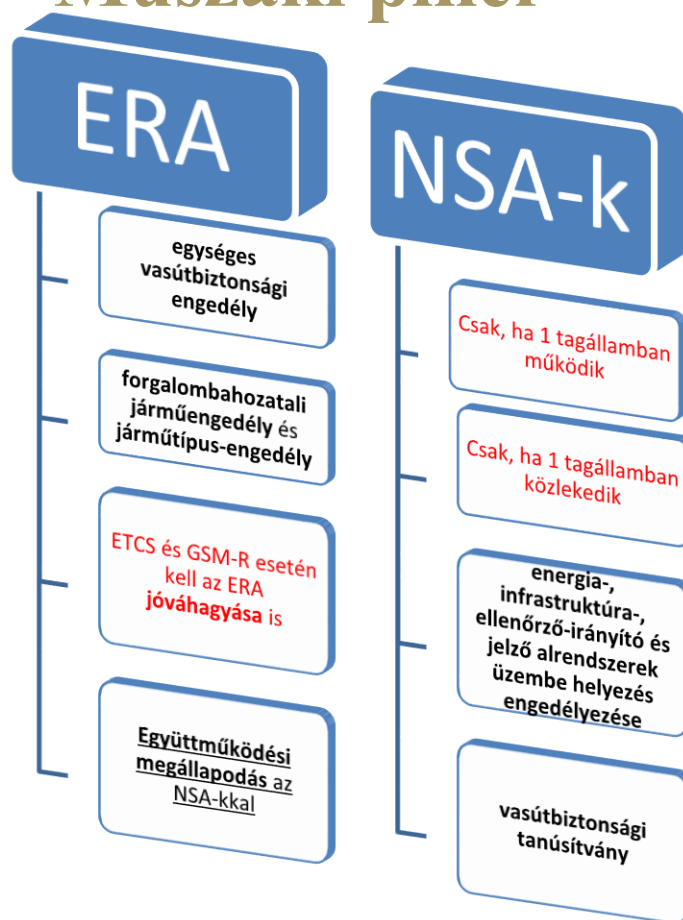 Műszaki pillér
ERA
egységes
vasútbiztonsági
engedély
forgalombahozatali
járműengedély és
járműtípus-engedély
ETCS és GSM-R esetén
kell az ERA
jóváhagyása is
Együttműködési
megállapodás az
NSA-kkal
NSA-k
Csak, ha 1 tagállamban
működik
Csak, ha 1 tagállamban
közlekedik
energia-,
infrastruktúra-,
ellenőrző-irányító és
jelző alrendszerek
üzembe helyezés
engedélyezése
vasútbiztonsági
tanúsítvány